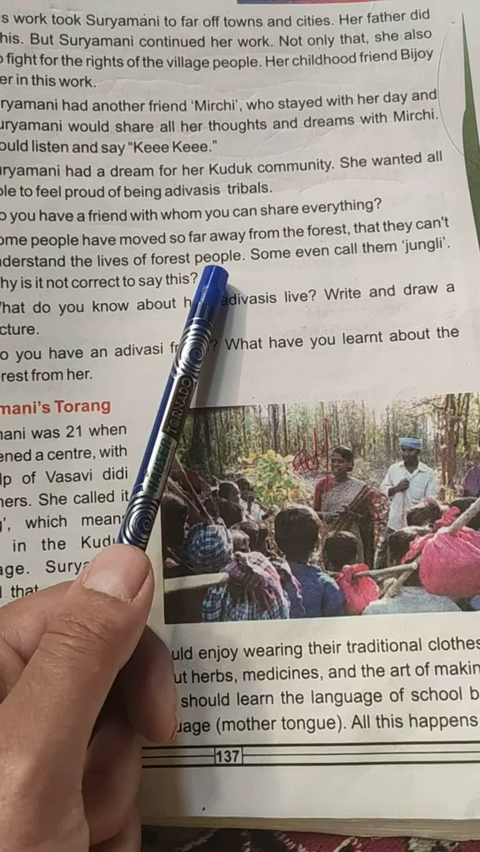 s work took Suryamani to far off towns and cities. Her father did
his. But Suryamani continued her work. Not only that, she also
fight for the rights of the village people. Her childhood friend Bijoy
er in this work.
ryamani had another friend ‘Mirchi’, who stayed with her day and
uryamani would share all her thoughts and dreams with Mirchi.
ould listen and say “Keee Keee.”
uryamani had a dream for her Kuduk community. She wanted all
ple to feel proud of being adivasis tribals.
o you have a friend with whom you can share everything?
ome people have moved so far away from the forest, that they can't
nderstand the lives of forest people. Some even call them ‘jungli’.
hy is it not correct to say this?
hat do you know about h adivasis live? Write and draw a
cture.
o you have an adivasi fr ? What have you learnt about the
rest from her.
mani’s Torang
mani was 21 when
ened a centre, with
lp of Vasavi didi
hers. She called it
’, which mean
in the Kudu
age. Surya
that
TORNADO
uld enjoy wearing their traditional clothes
ut herbs, medicines, and the art of makin
should learn the language of school b
uage (mother tongue). All this happens
137